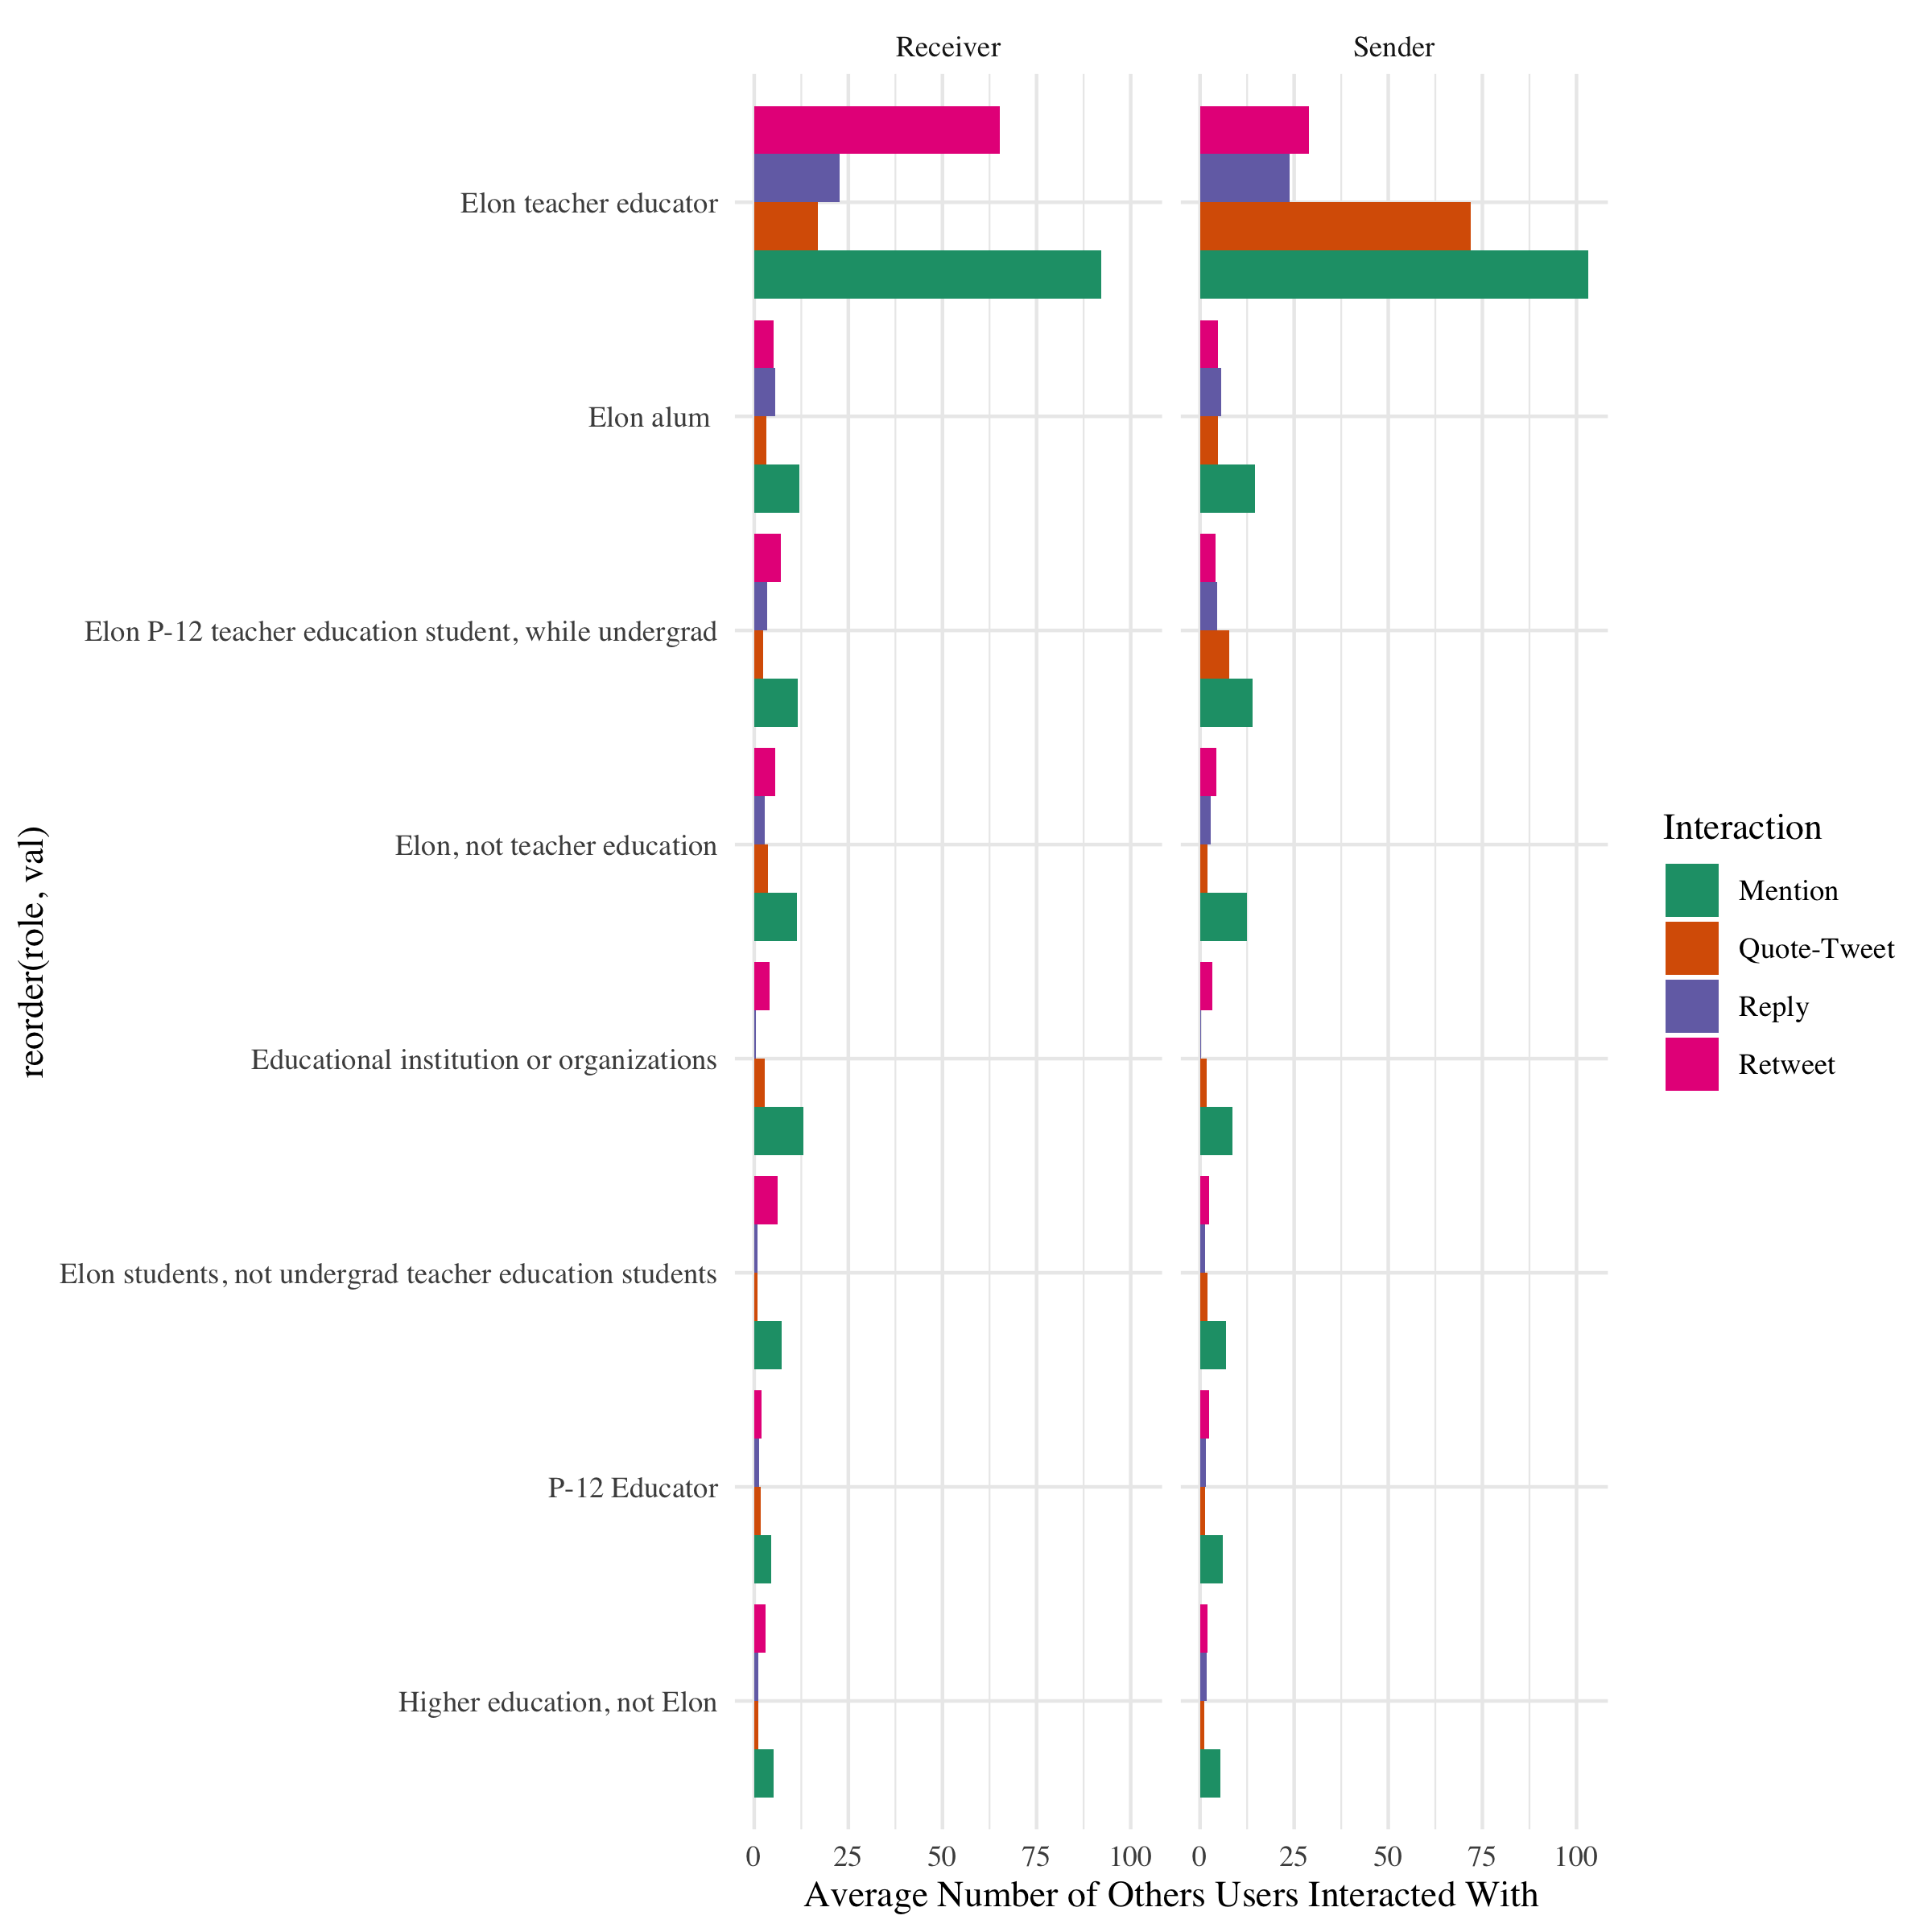 Receiver
Sender
Elon teacher educator
Elon alum
Elon P-12 teacher education student, while undergrad
Elon, not teacher education
Educational institution or organizations
Elon students, not undergrad teacher education students
P-12 Educator
Higher education, not Elon
reorder(role, val)
0 25 50 75 100
0 25 50 75 100
Average Number of Others Users Interacted With
Interaction
Mention
Quote-Tweet
Reply
Retweet